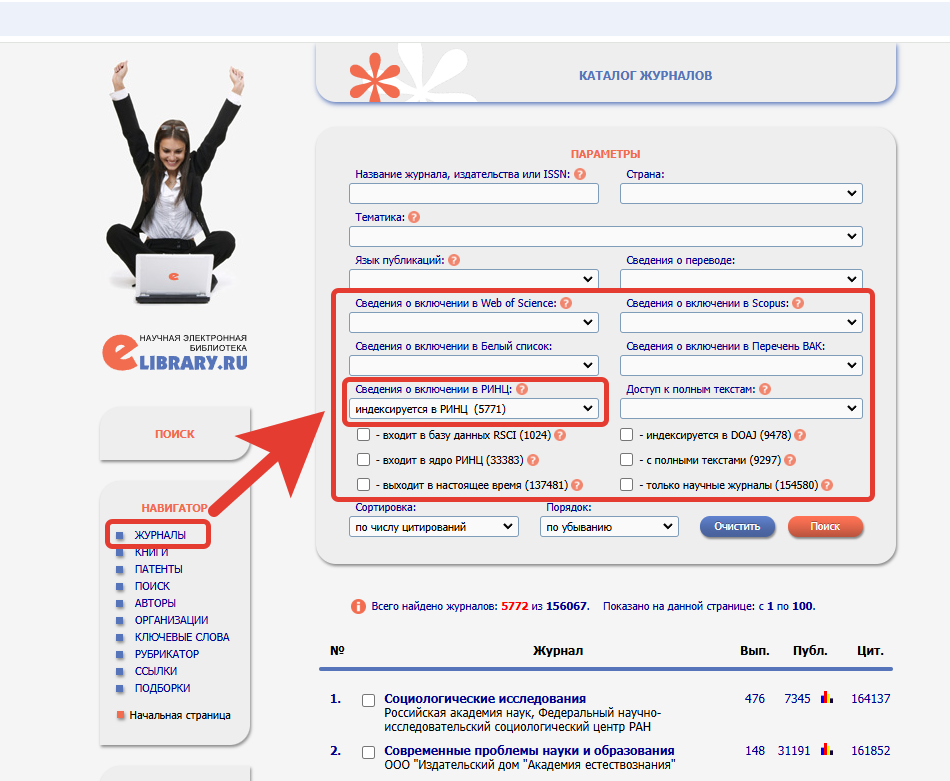 КАТАЛОГ ЖУРНАЛОВ
ПАРАМЕТРЫ
Название журнала, издательства или ISSN: ?
Страна:
Тематика: ?
Язык публикаций: ?
Сведения о переводе:
Сведения о включении в Web of Science: ?
Сведения о включении в Scopus: ?
Сведения о включении в Белый список:
Сведения о включении в Перечень ВАК:
Сведения о включении в РИНЦ: ?
Доступ к полным текстам: ?
индексируется в РИНЦ (5771)
- входит в базу данных RSCI (1024) ?
- индексируется в DOAJ (9478) ?
- входит в ядро РИНЦ (33383) ?
- с полными текстами (9297) ?
- выходит в настоящее время (137481) ?
- только научные журналы (154580) ?
Сортировка:
Порядок:
по числу цитирований
по убыванию
Очистить
Поиск
e
НАУЧНАЯ ЭЛЕКТРОННАЯ
БИБЛИОТЕКА
eLIBRARY.RU
ПОИСК
НАВИГАТОР
ЖУРНАЛЫ
КНИГИ
ПАТЕНТЫ
ПОИСК
АВТОРЫ
ОРГАНИЗАЦИИ
КЛЮЧЕВЫЕ СЛОВА
РУБРИКАТОР
ССЫЛКИ
ПОДБОРКИ
Начальная страница
i Всего найдено журналов: 5772 из 156067. Показано на данной странице: с 1 по 100.
№ Журнал Вып. Публ. Цит.
1. Социологические исследования 476 7345 164137
Российская академия наук, Федеральный научно-
исследовательский социологический центр РАН
2. Современные проблемы науки и образования 148 31191 161852
ООО "Издательский дом "Академия естествознания"